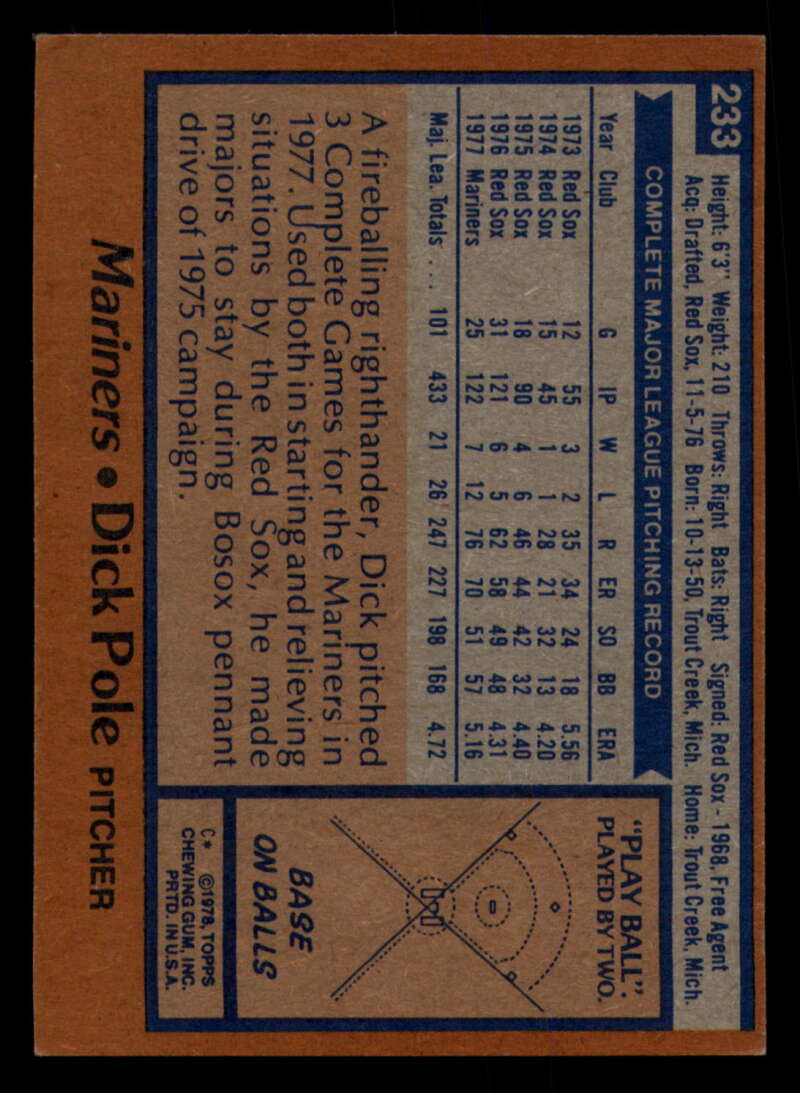 233
Height: 6'3" Weight: 210 Throws: Right Bats: Right Signed: Red Sox - 1968, Free Agent
Acq: Drafted, Red Sox, 11-5-76 Born: 10-13-50, Trout Creek, Mich. Home: Trout Creek, Mich.
COMPLETE MAJOR LEAGUE PITCHING RECORD
Year Club G IP W L R ER SO BB ERA
1973 Red Sox 12 55 3 2 35 34 24 18 5.56
1974 Red Sox 15 45 1 1 28 21 32 13 4.20
1975 Red Sox 18 90 4 6 46 44 42 32 4.40
1976 Red Sox 31 121 6 5 62 58 49 48 4.31
1977 Mariners 25 122 7 12 76 70 51 57 5.16
Maj. Lea. Totals . . . 101 433 21 26 247 227 198 168 4.72
A fireballing righthander, Dick pitched
3 Complete Games for the Mariners in
1977. Used both in starting and relieving
situations by the Red Sox, he made
majors to stay during Bosox pennant
drive of 1975 campaign.
"PLAY BALL":
PLAYED BY TWO.
BASE
ON BALLS
C* ©1978, TOPPS
CHEWING GUM, INC.
PRTD. IN U.S.A.
Mariners • Dick Pole PITCHER